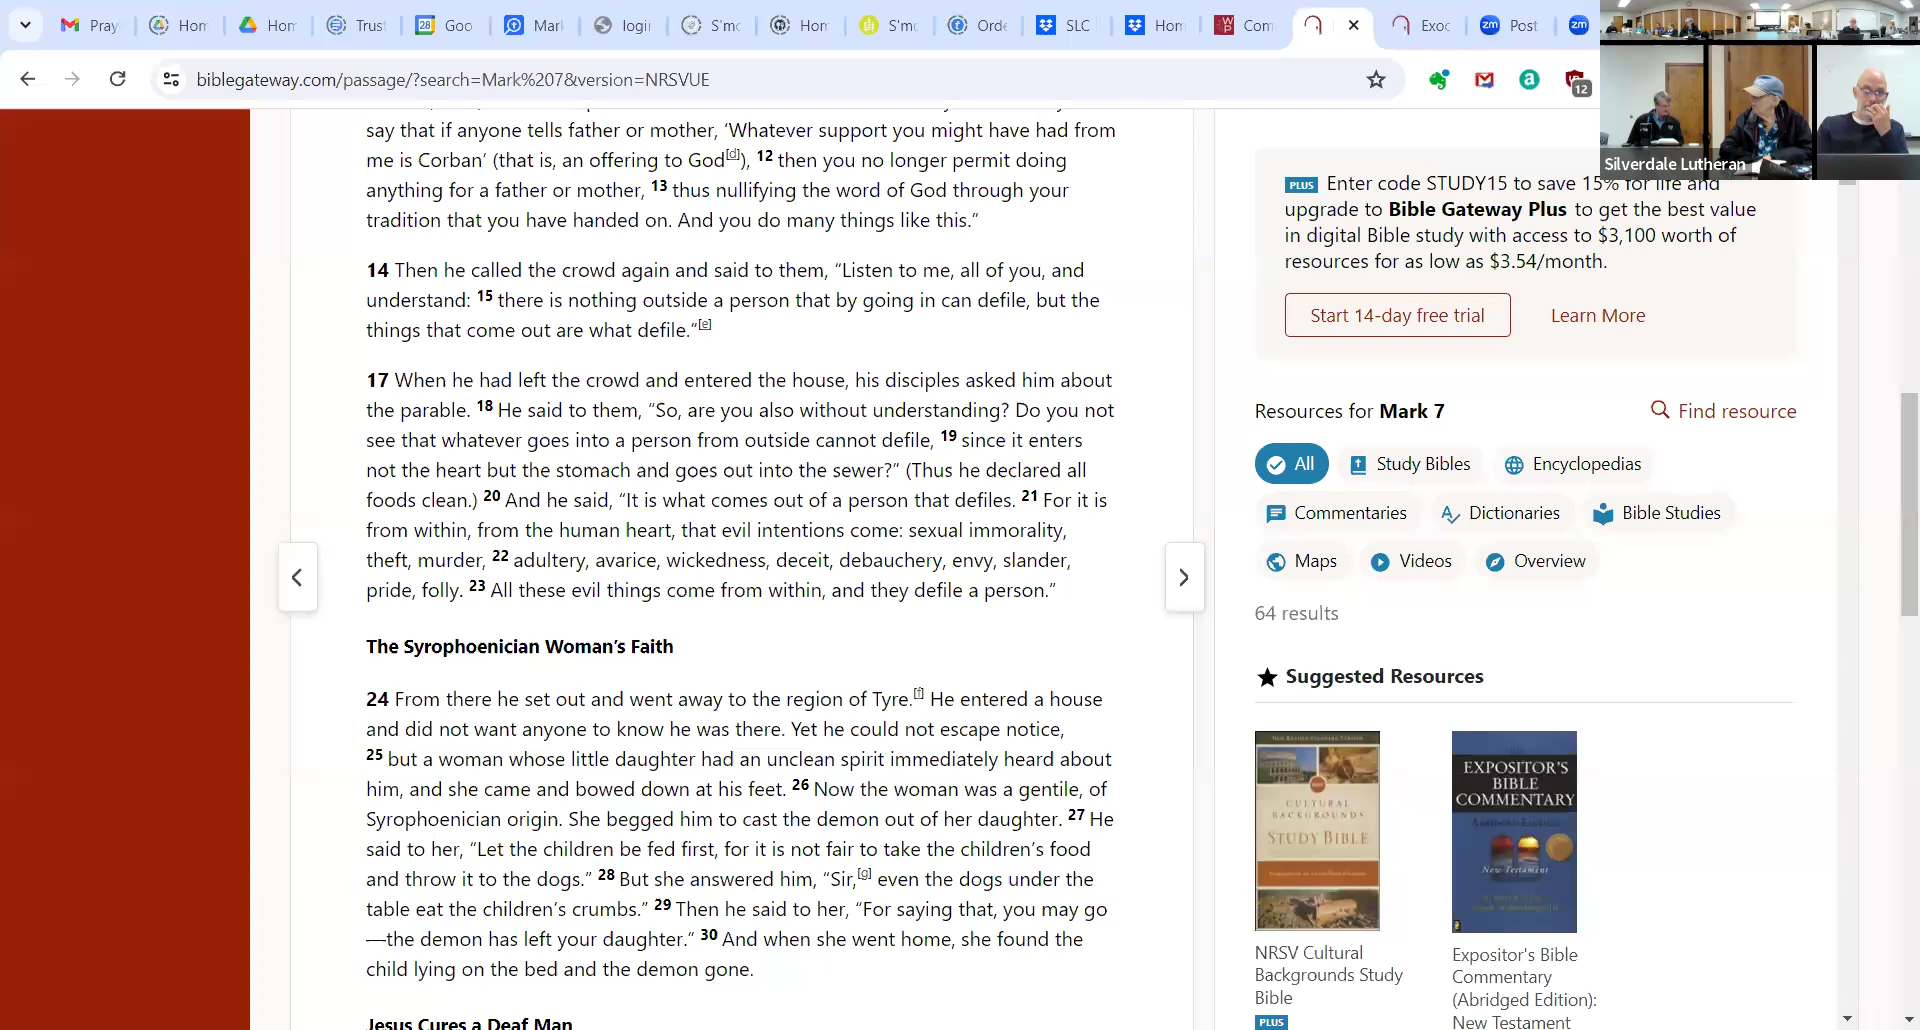 Pray
Hom
Hom
Trust
28
Goo
Mark
login
S'mo
Hom
S'mo
Orde
SLC
Hom
Com
Exod
zm Post
zm
biblegateway.com/passage/?search=Mark%207&version=NRSVUE
12
Silverdale Lutheran
say that if anyone tells father or mother, ‘Whatever support you might have had from
me is Corban’ (that is, an offering to God[d]), 12 then you no longer permit doing
anything for a father or mother, 13 thus nullifying the word of God through your
tradition that you have handed on. And you do many things like this.”
14 Then he called the crowd again and said to them, “Listen to me, all of you, and
understand: 15 there is nothing outside a person that by going in can defile, but the
things that come out are what defile.”[e]
17 When he had left the crowd and entered the house, his disciples asked him about
the parable. 18 He said to them, “So, are you also without understanding? Do you not
see that whatever goes into a person from outside cannot defile, 19 since it enters
not the heart but the stomach and goes out into the sewer?” (Thus he declared all
foods clean.) 20 And he said, “It is what comes out of a person that defiles. 21 For it is
from within, from the human heart, that evil intentions come: sexual immorality,
theft, murder, 22 adultery, avarice, wickedness, deceit, debauchery, envy, slander,
pride, folly. 23 All these evil things come from within, and they defile a person.”
The Syrophoenician Woman’s Faith
24 From there he set out and went away to the region of Tyre.[f] He entered a house
and did not want anyone to know he was there. Yet he could not escape notice,
25 but a woman whose little daughter had an unclean spirit immediately heard about
him, and she came and bowed down at his feet. 26 Now the woman was a gentile, of
Syrophoenician origin. She begged him to cast the demon out of her daughter. 27 He
said to her, “Let the children be fed first, for it is not fair to take the children’s food
and throw it to the dogs.” 28 But she answered him, “Sir,[g] even the dogs under the
table eat the children’s crumbs.” 29 Then he said to her, “For saying that, you may go
—the demon has left your daughter.” 30 And when she went home, she found the
child lying on the bed and the demon gone.
Jesus Cures a Deaf Man
PLUS Enter code STUDY15 to save 15% for life and
upgrade to Bible Gateway Plus to get the best value
in digital Bible study with access to $3,100 worth of
resources for as low as $3.54/month.
Start 14-day free trial
Learn More
Resources for Mark 7
Find resource
All
Study Bibles
Encyclopedias
Commentaries
Dictionaries
Bible Studies
Maps
Videos
Overview
64 results
Suggested Resources
CULTURAL
BACKGROUNDS
STUDY BIBLE
EXPOSITOR'S
BIBLE
COMMENTARY
New Testament
NRSV Cultural
Backgrounds Study
Bible
PLUS
Expositor's Bible
Commentary
(Abridged Edition):
New Testament